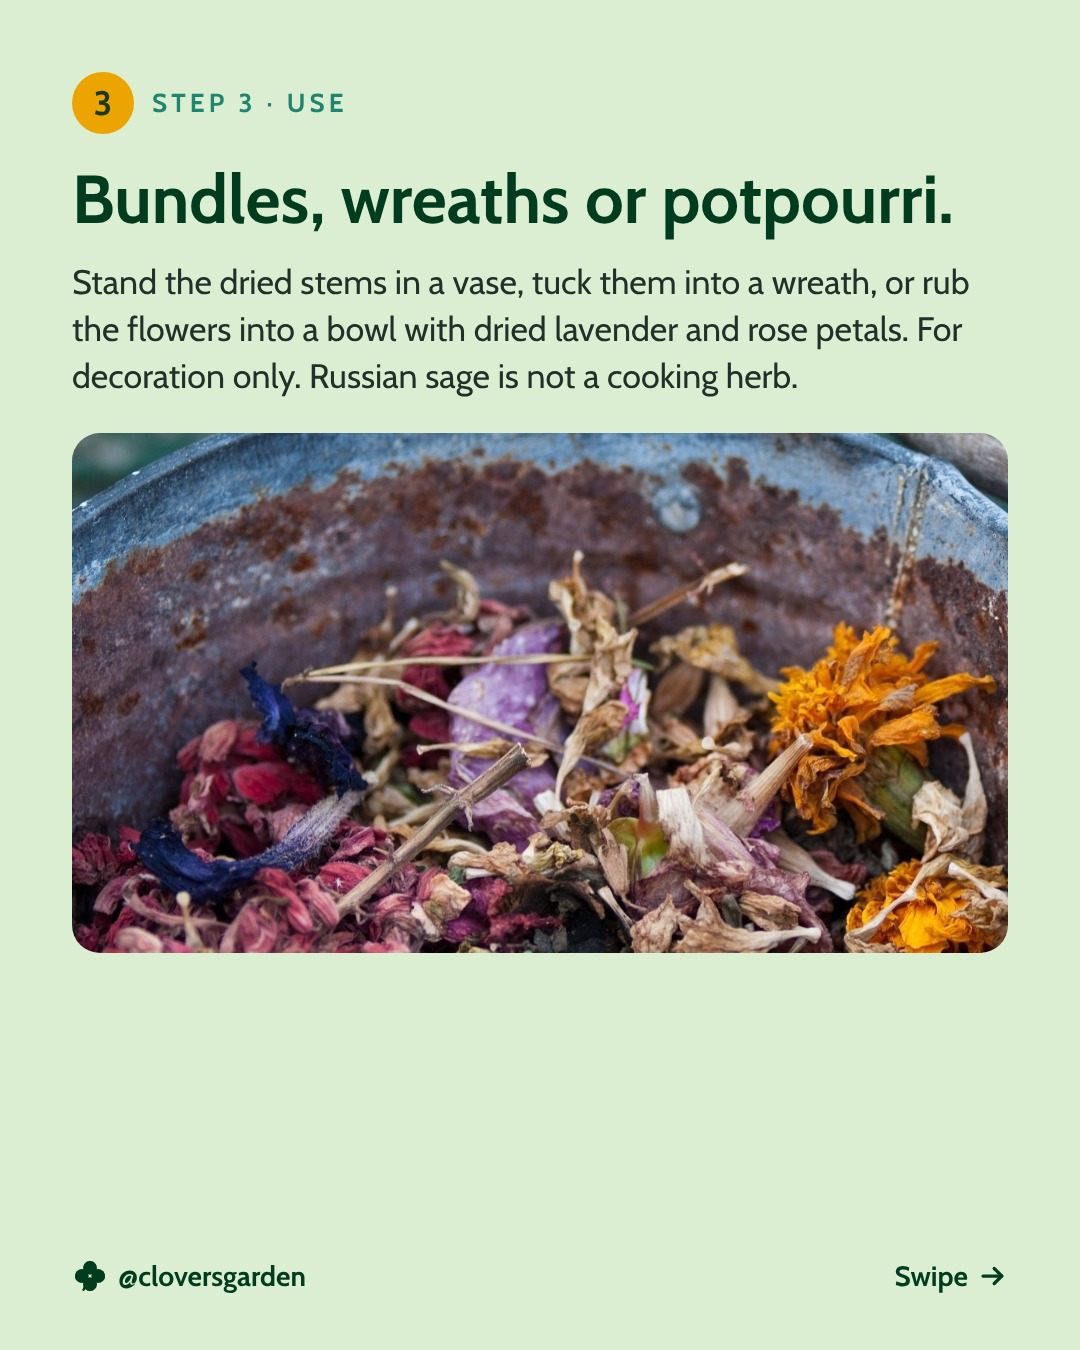 3 STEP 3 · USE
Bundles, wreaths or potpourri.
Stand the dried stems in a vase, tuck them into a wreath, or rub
the flowers into a bowl with dried lavender and rose petals. For
decoration only. Russian sage is not a cooking herb.
@cloversgarden
Swipe →